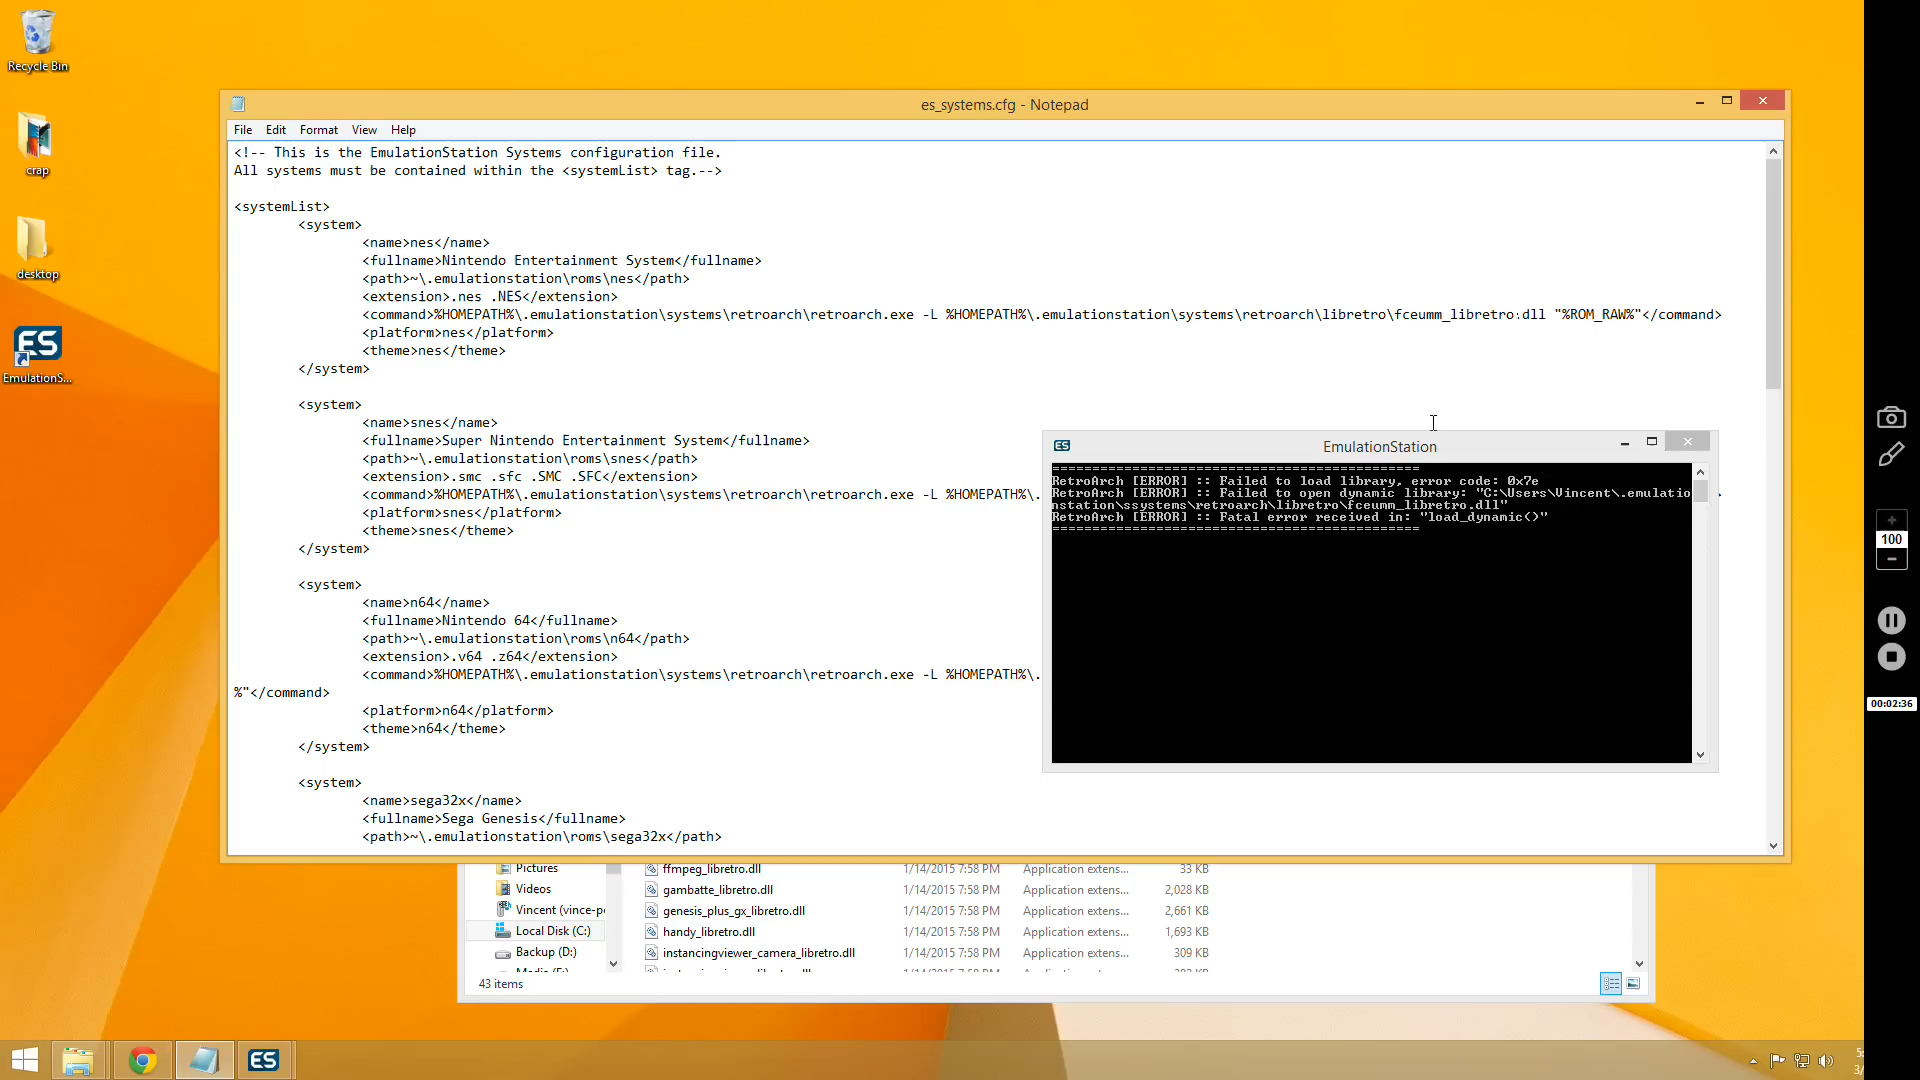 Recycle Bin
crap
desktop
ES
EmulationS...
es_systems.cfg - Notepad
File Edit Format View Help
<!-- This is the EmulationStation Systems configuration file.
All systems must be contained within the <systemList> tag.-->
<systemList>
<system>
<name>nes</name>
<fullname>Nintendo Entertainment System</fullname>
<path>~\.emulationstation\roms\nes</path>
<extension>.nes .NES</extension>
<command>%HOMEPATH%\.emulationstation\systems\retroarch\retroarch.exe -L %HOMEPATH%\.emulationstation\systems\retroarch\libretro\fceumm_libretro.dll "%ROM_RAW%"</command>
<platform>nes</platform>
<theme>nes</theme>
</system>
<system>
<name>snes</name>
<fullname>Super Nintendo Entertainment System</fullname>
<path>~\.emulationstation\roms\snes</path>
<extension>.smc .sfc .SMC .SFC</extension>
<command>%HOMEPATH%\.emulationstation\systems\retroarch\retroarch.exe -L %HOMEPATH%\.
<platform>snes</platform>
<theme>snes</theme>
</system>
<system>
<name>n64</name>
<fullname>Nintendo 64</fullname>
<path>~\.emulationstation\roms\n64</path>
<extension>.v64 .z64</extension>
<command>%HOMEPATH%\.emulationstation\systems\retroarch\retroarch.exe -L %HOMEPATH%\.
%"</command>
<platform>n64</platform>
<theme>n64</theme>
</system>
<system>
<name>sega32x</name>
<fullname>Sega Genesis</fullname>
<path>~\.emulationstation\roms\sega32x</path>
ES EmulationStation
RetroArch [ERROR] :: Failed to load library, error code: 0x7e
RetroArch [ERROR] :: Failed to open dynamic library: "C:\Users\Vincent\.emulatio
nstation\ssystems\retroarch\libretro\fceumm_libretro.dll"
RetroArch [ERROR] :: Fatal error received in: "load_dynamic()"
Pictures
Videos
Vincent (vince-p
Local Disk (C:)
Backup (D:)
ffmpeg_libretro.dll 1/14/2015 7:58 PM Application extens... 33 KB
gambatte_libretro.dll 1/14/2015 7:58 PM Application extens... 2,028 KB
genesis_plus_gx_libretro.dll 1/14/2015 7:58 PM Application extens... 2,661 KB
handy_libretro.dll 1/14/2015 7:58 PM Application extens... 1,693 KB
instancingviewer_camera_libretro.dll 1/14/2015 7:58 PM Application extens... 309 KB
43 items
100
00:02:36
ES